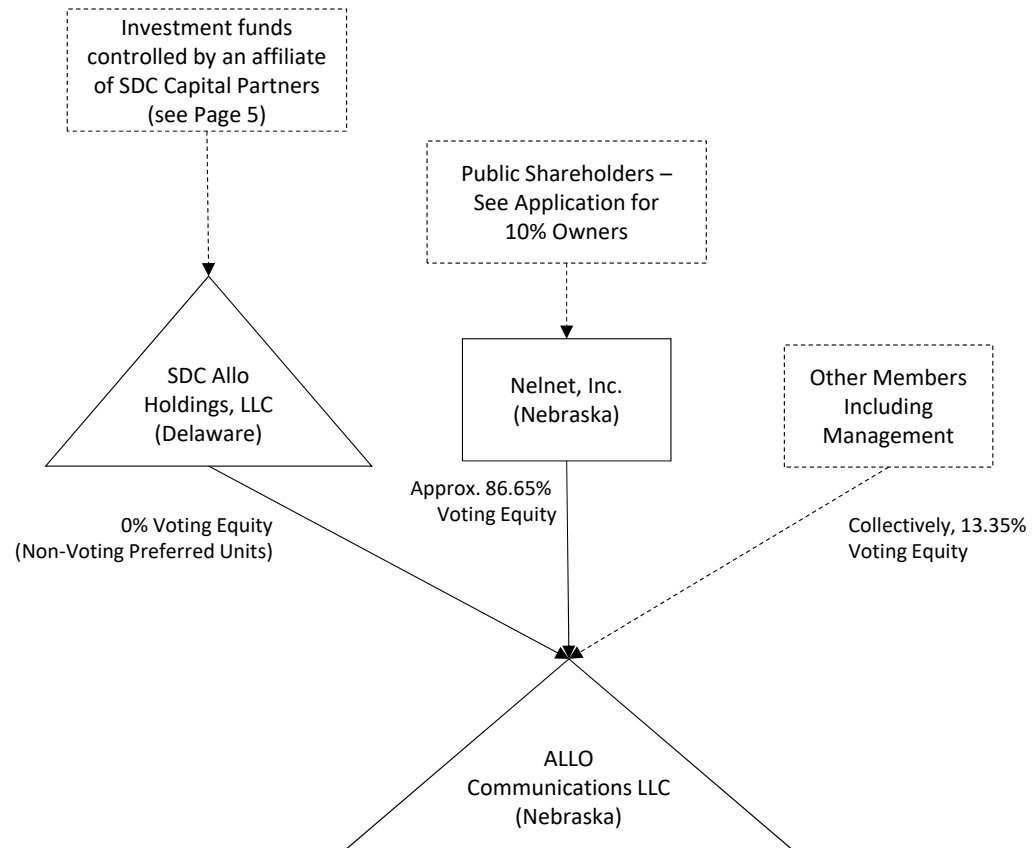 Investment funds
controlled by an affiliate
of SDC Capital Partners
(see Page 5)
Public Shareholders –
See Application for
10% Owners
SDC Allo
Holdings, LLC
(Delaware)
Nelnet, Inc.
(Nebraska)
Other Members
Including
Management
0% Voting Equity
(Non-Voting Preferred Units)
Approx. 86.65%
Voting Equity
Collectively, 13.35%
Voting Equity
ALLO
Communications LLC
(Nebraska)